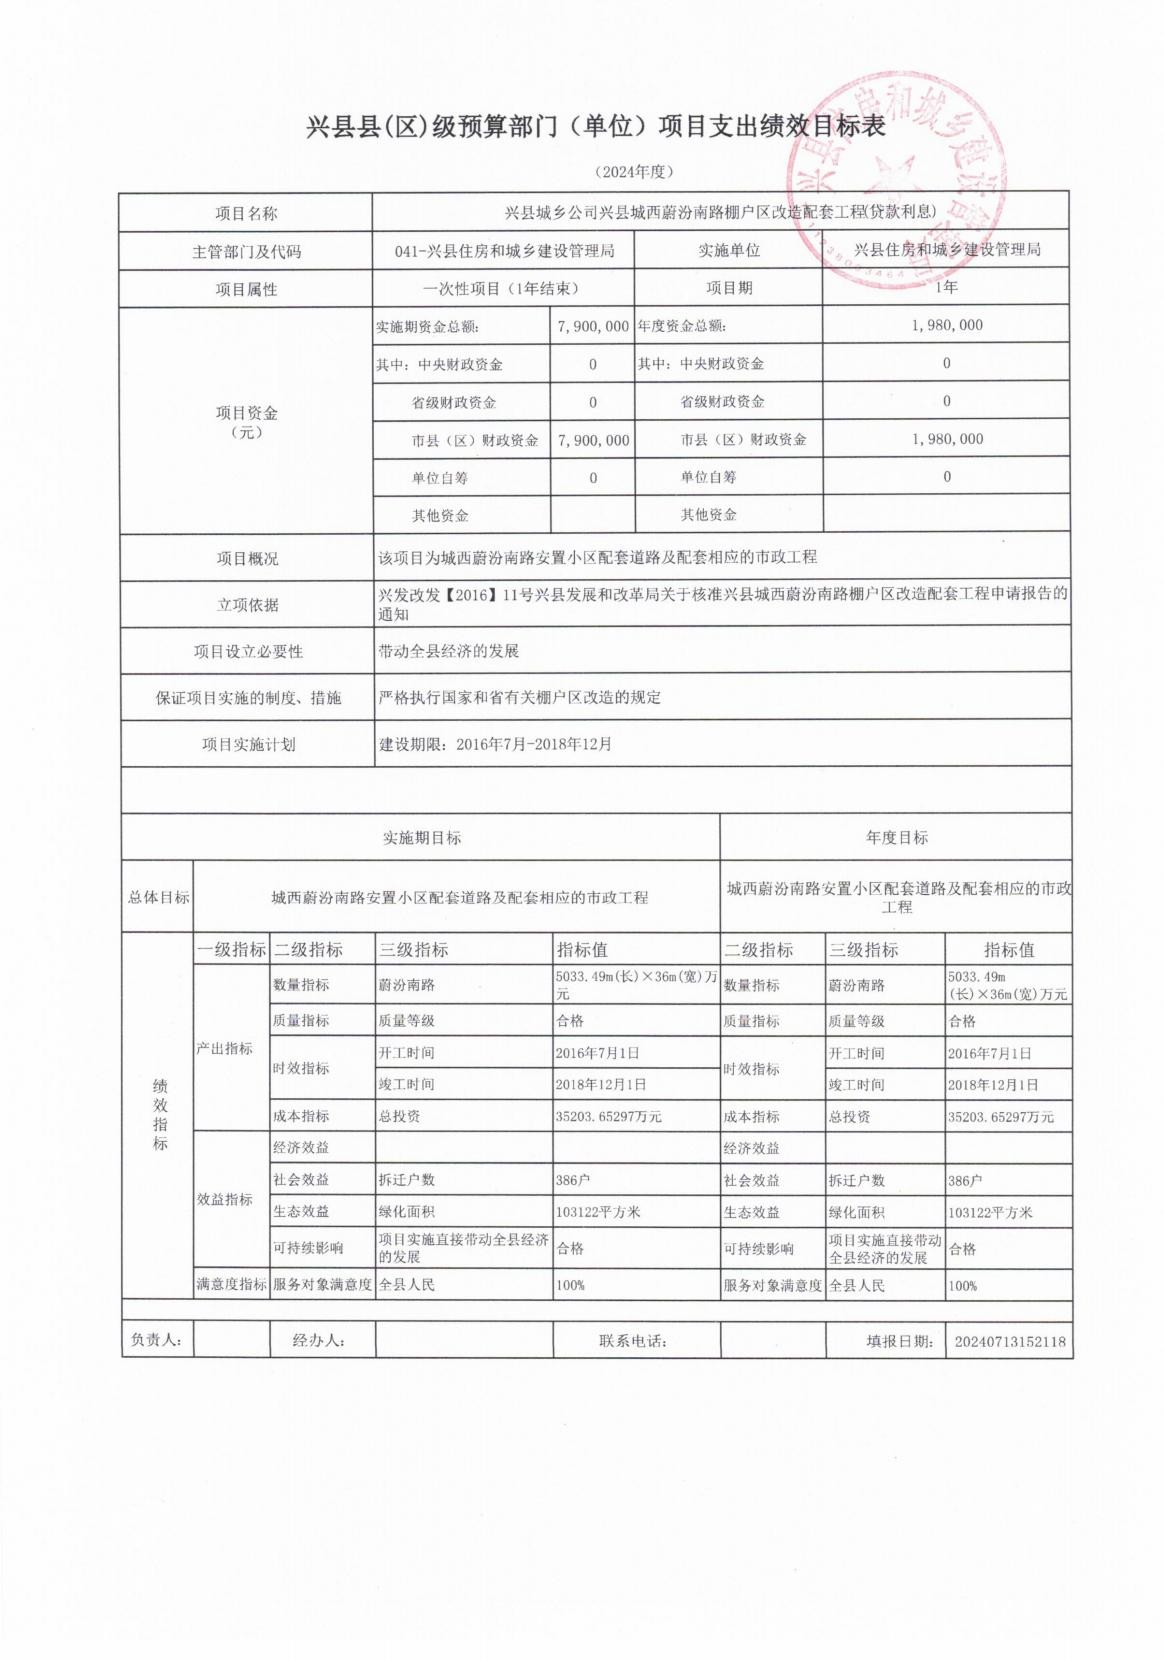 兴县县(区)级预算部门（单位）项目支出绩效目标表
（2024年度）
项目名称 兴县城乡公司兴县城西蔚汾南路棚户区改造配套工程(贷款利息)
主管部门及代码 041-兴县住房和城乡建设管理局 实施单位 兴县住房和城乡建设管理局
项目属性 一次性项目（1年结束） 项目期 1年
项目资金
（元）
实施期资金总额: 7,900,000 年度资金总额: 1,980,000
其中: 中央财政资金 0 其中: 中央财政资金 0
省级财政资金 0 省级财政资金 0
市县（区）财政资金 7,900,000 市县（区）财政资金 1,980,000
单位自筹 0 单位自筹 0
其他资金 其他资金
项目概况 该项目为城西蔚汾南路安置小区配套道路及配套相应的市政工程
立项依据 兴发改发【2016】11号兴县发展和改革局关于核准兴县城西蔚汾南路棚户区改造配套工程申请报告的
通知
项目设立必要性 带动全县经济的发展
保证项目实施的制度、措施 严格执行国家和省有关棚户区改造的规定
项目实施计划 建设期限: 2016年7月-2018年12月
实施期目标 年度目标
总体目标 城西蔚汾南路安置小区配套道路及配套相应的市政工程 城西蔚汾南路安置小区配套道路及配套相应的市政
工程
绩
效
指
标
一级指标 二级指标 三级指标 指标值 二级指标 三级指标 指标值
产出指标
数量指标 蔚汾南路 5033.49m(长)×36m(宽)万
元 数量指标 蔚汾南路 5033.49m
(长)×36m(宽)万元
质量指标 质量等级 合格 质量指标 质量等级 合格
时效指标 开工时间 2016年7月1日 时效指标 开工时间 2016年7月1日
竣工时间 2018年12月1日 竣工时间 2018年12月1日
成本指标 总投资 35203.65297万元 成本指标 总投资 35203.65297万元
效益指标
经济效益 经济效益
社会效益 拆迁户数 386户 社会效益 拆迁户数 386户
生态效益 绿化面积 103122平方米 生态效益 绿化面积 103122平方米
可持续影响 项目实施直接带动全县经济
的发展 合格 可持续影响 项目实施直接带动
全县经济的发展 合格
满意度指标 服务对象满意度 全县人民 100% 服务对象满意度 全县人民 100%
负责人: 经办人: 联系电话: 填报日期: 20240713152118